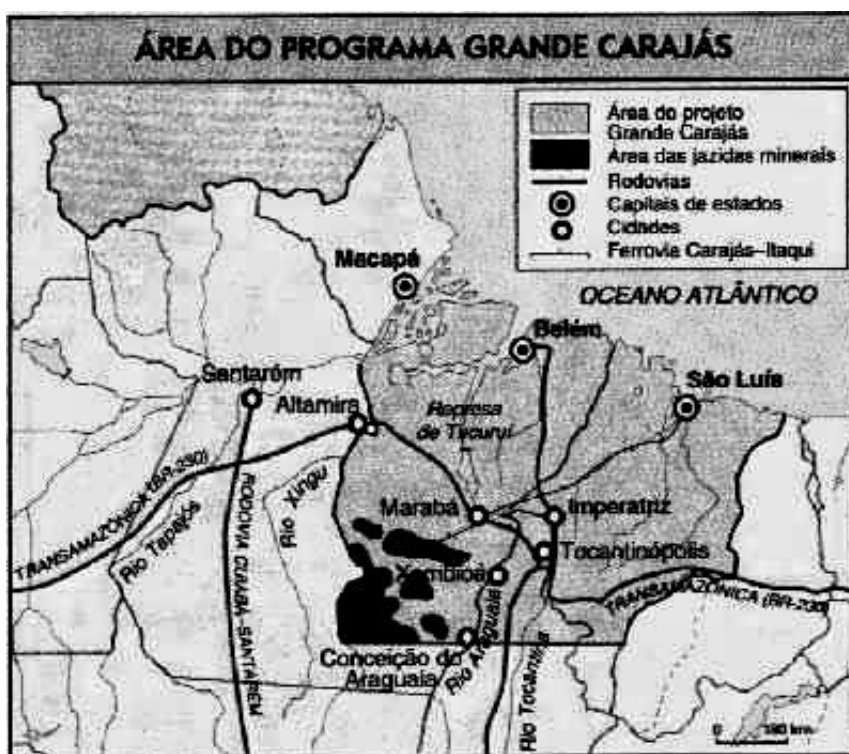 ÁREA DO PROGRAMA GRANDE CARAJÁS
Área do projeto
Grande Carajás
Área das jazidas minerais
Rodovias
Capitais de estados
Cidades
Ferrovia Carajás–Itaqui
OCEANO ATLÂNTICO
Macapá
Belém
São Luís
Santarém
Altamira
Represa
de Tucuruí
Marabá
Imperatriz
Tocantinópolis
Xambioá
Conceição do
Araguaia
Rio Xingu
Rio Tapajós
Rio Araguaia
Rio Tocantins
TRANSAMAZÔNICA (BR-230)
RODOVIA CUIABÁ-SANTARÉM
TRANSAMAZÔNICA (BR-230)
0
km